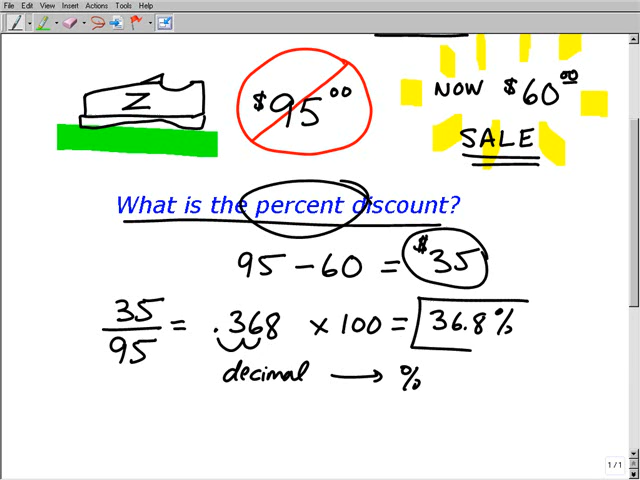 File Edit View Insert Actions Tools Help
Z
$95.00
NOW $60.00
SALE
What is the percent discount?
95 - 60 = $35
35/95 = .368 x 100 = 36.8%
decimal → %
1 / 1